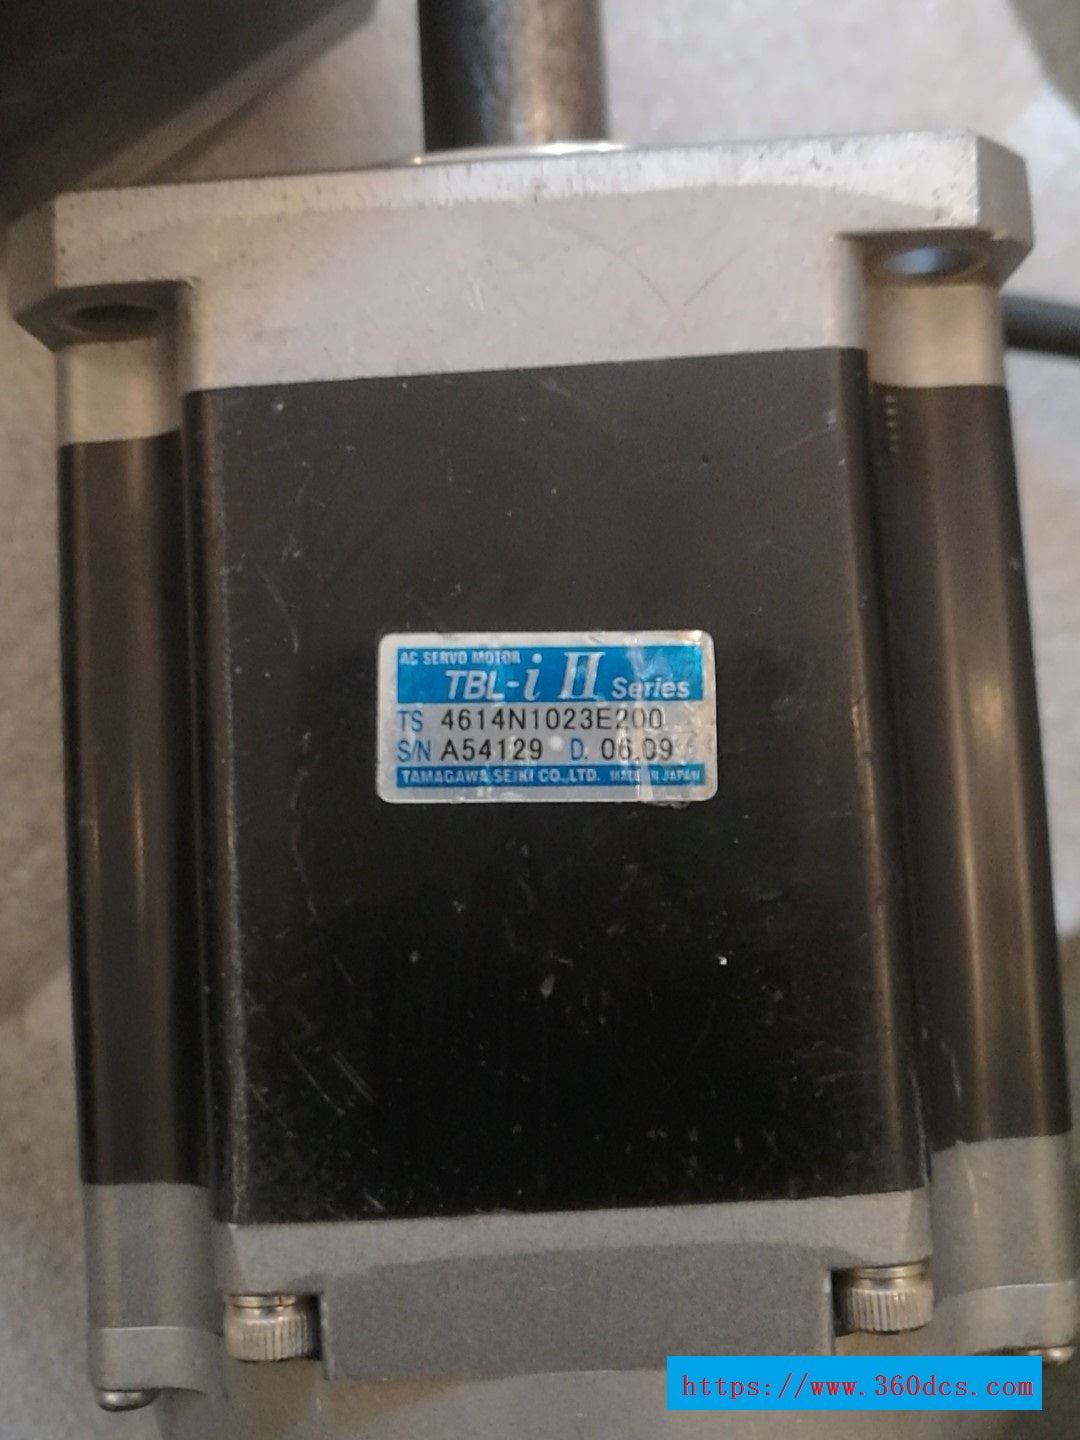 AC SERVO MOTOR
TBL-i II Series
TS 4614N1023E200
S/N A54129 D. 06.09
TAMAGAWA SEIKI CO.,LTD. MADE IN JAPAN
https://www.360dcs.com